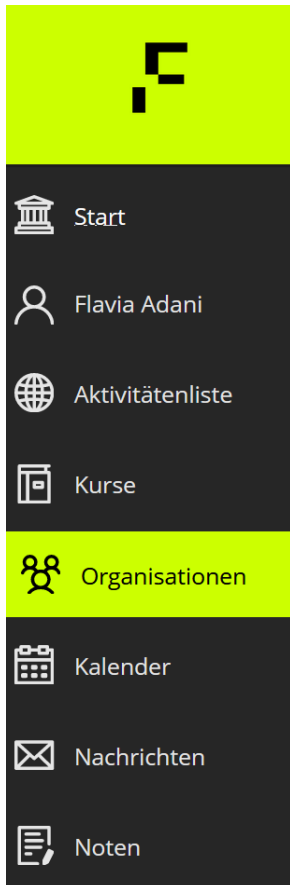 Start
Flavia Adani
Aktivitätenliste
Kurse
Organisationen
Kalender
Nachrichten
Noten